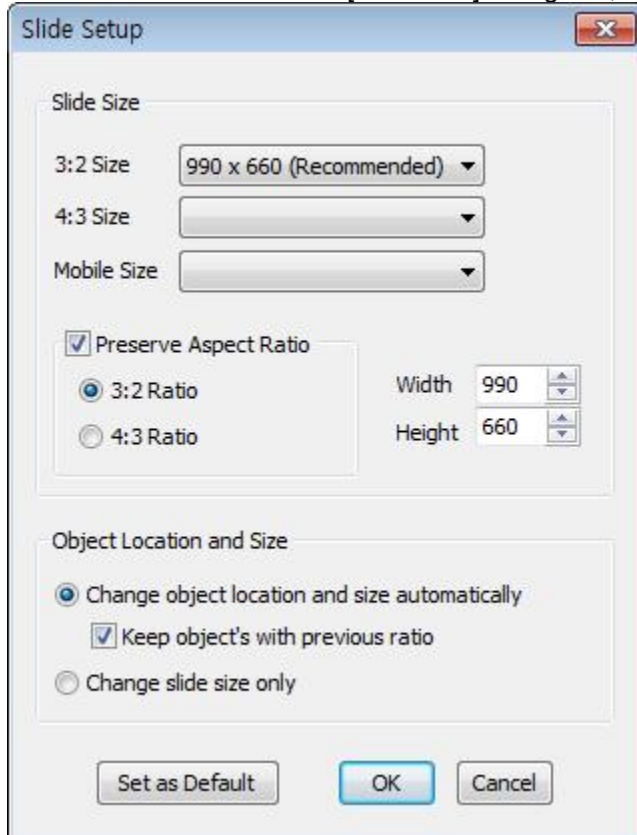 Slide Setup
Slide Size
3:2 Size 990 x 660 (Recommended)
4:3 Size
Mobile Size
Preserve Aspect Ratio
3:2 Ratio
4:3 Ratio
Width 990
Height 660
Object Location and Size
Change object location and size automatically
Keep object's with previous ratio
Change slide size only
Set as Default OK Cancel